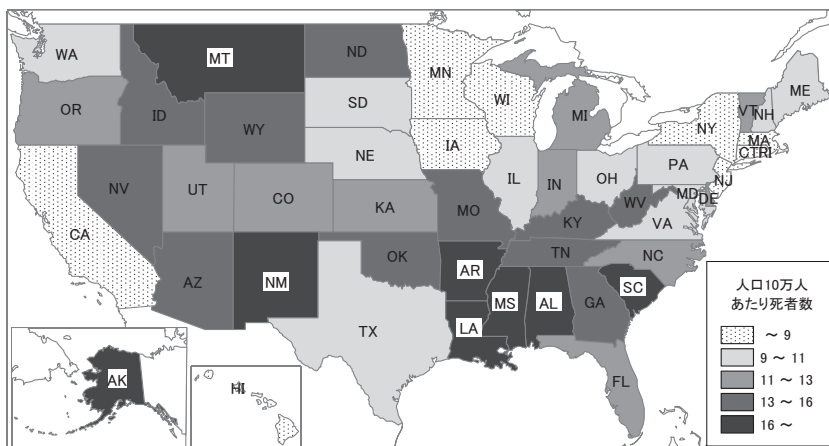 WA
MT
ND
MN
OR
ID
WY
SD
WI
MI
ME
VT
NH
NY
MA
CT
RI
NE
IA
PA
NJ
NV
UT
CO
KA
MO
IL
IN
OH
MD
DE
WV
VA
KY
CA
AZ
NM
OK
AR
TN
NC
SC
TX
LA
MS
AL
GA
FL
AK
HI
人口10万人
あたり死者数
～ 9
9 ～ 11
11 ～ 13
13 ～ 16
16 ～